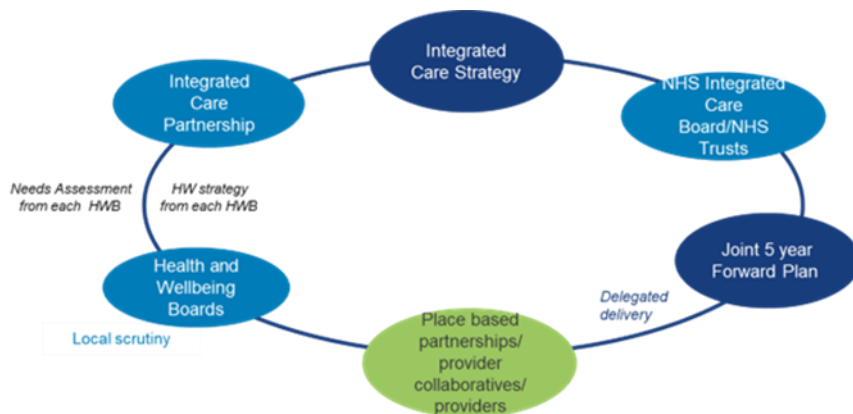 Integrated
Care Strategy
Integrated
Care
Partnership
NHS Integrated
Care
Board/NHS
Trusts
Needs Assessment
from each HWB
HW strategy
from each HWB
Joint 5 year
Forward Plan
Health and
Wellbeing
Boards
Delegated
delivery
Local scrutiny
Place based
partnerships/
provider
collaboratives/
providers